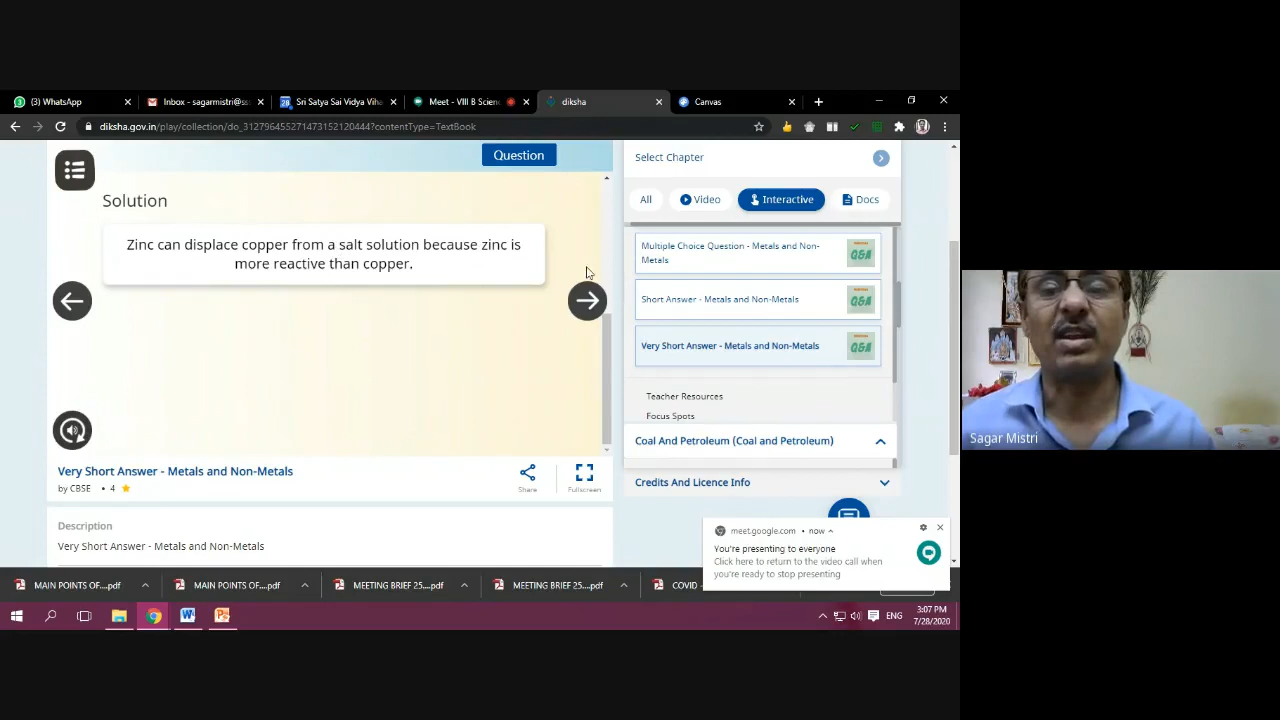 (3) WhatsApp
Inbox - sagarmistri@ss
Sri Satya Sai Vidya Viha
Meet - VIII B Scien
diksha
Canvas
diksha.gov.in/play/collection/do_31279645527147315212​0444?contentType=TextBook
Question
Solution
Zinc can displace copper from a salt solution because zinc is
more reactive than copper.
Very Short Answer - Metals and Non-Metals
by CBSE • 4
Share
Fullscreen
Description
Very Short Answer - Metals and Non-Metals
Select Chapter
All
Video
Interactive
Docs
Multiple Choice Question - Metals and Non-
Metals
Q&A
Short Answer - Metals and Non-Metals
Q&A
Very Short Answer - Metals and Non-Metals
Q&A
Teacher Resources
Focus Spots
Coal And Petroleum (Coal and Petroleum)
Credits And Licence Info
meet.google.com • now
You're presenting to everyone
Click here to return to the video call when
you're ready to stop presenting
MAIN POINTS OF....pdf
MAIN POINTS OF....pdf
MEETING BRIEF 25....pdf
MEETING BRIEF 25....pdf
COVID
ENG
3:07 PM
7/28/2020
Sagar Mistri